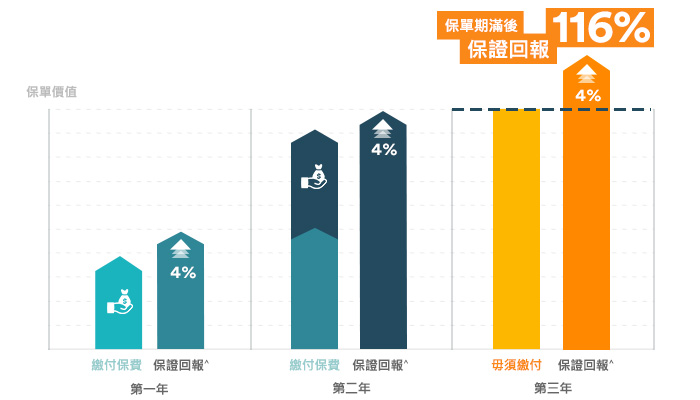 保單期滿後
保證回報
116%
保單價值
4%
4%
4%
繳付保費 保證回報^
繳付保費 保證回報^
毋須繳付 保證回報^
第一年
第二年
第三年